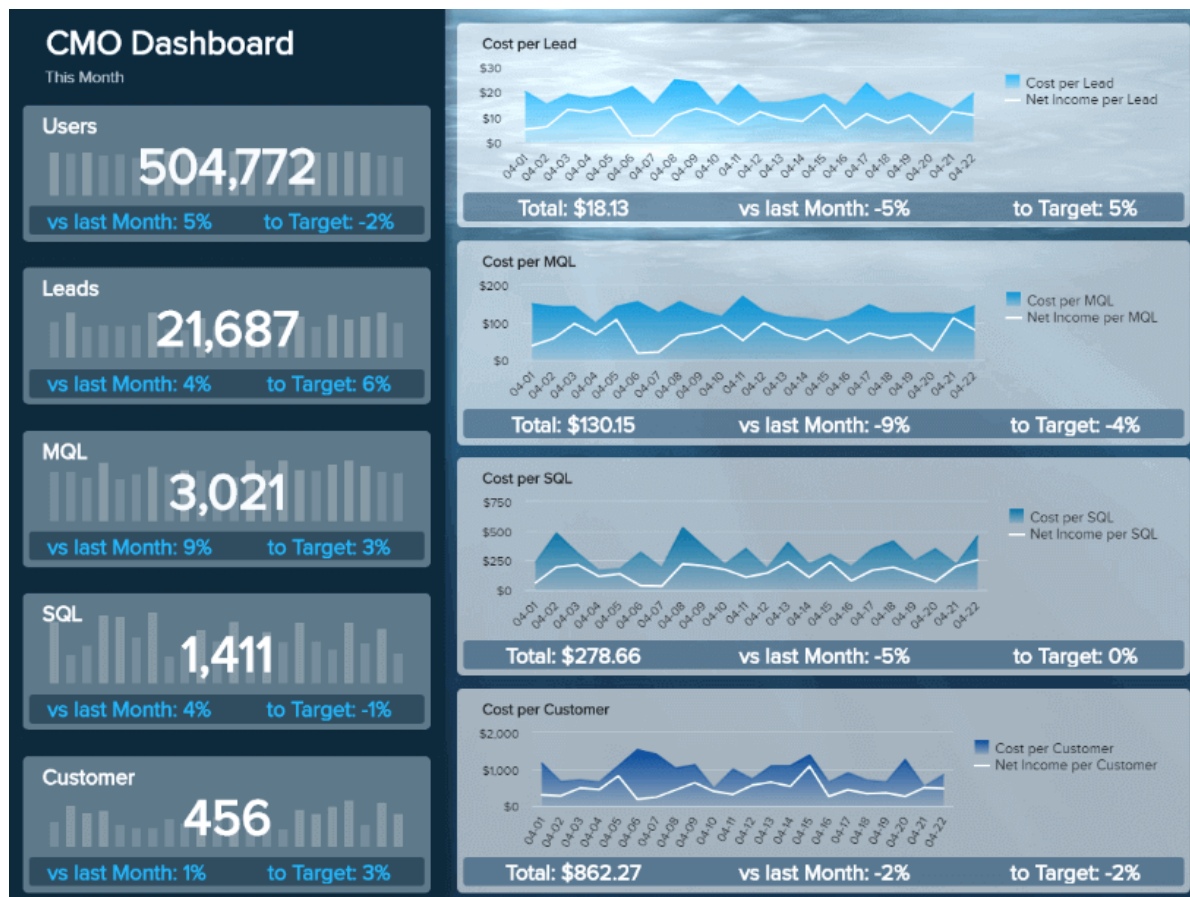 CMO Dashboard
This Month
Users
504,772
vs last Month: 5% to Target: -2%
Leads
21,687
vs last Month: 4% to Target: 6%
MQL
3,021
vs last Month: 9% to Target: 3%
SQL
1,411
vs last Month: 4% to Target: -1%
Customer
456
vs last Month: 1% to Target: 3%
Cost per Lead
$30
$20
$10
$0
04-01 04-02 04-03 04-04 04-05 04-06 04-07 04-08 04-09 04-10 04-11 04-12 04-13 04-14 04-15 04-16 04-17 04-18 04-19 04-20 04-21 04-22
Cost per Lead
Net Income per Lead
Total: $18.13 vs last Month: -5% to Target: 5%
Cost per MQL
$200
$100
$0
04-01 04-02 04-03 04-04 04-05 04-06 04-07 04-08 04-09 04-10 04-11 04-12 04-13 04-14 04-15 04-16 04-17 04-18 04-19 04-20 04-21 04-22
Cost per MQL
Net Income per MQL
Total: $130.15 vs last Month: -9% to Target: -4%
Cost per SQL
$750
$500
$250
$0
04-01 04-02 04-03 04-04 04-05 04-06 04-07 04-08 04-09 04-10 04-11 04-12 04-13 04-14 04-15 04-16 04-17 04-18 04-19 04-20 04-21 04-22
Cost per SQL
Net Income per SQL
Total: $278.66 vs last Month: -5% to Target: 0%
Cost per Customer
$2,000
$1,000
$0
04-01 04-02 04-03 04-04 04-05 04-06 04-07 04-08 04-09 04-10 04-11 04-12 04-13 04-14 04-15 04-16 04-17 04-18 04-19 04-20 04-21 04-22
Cost per Customer
Net Income per Customer
Total: $862.27 vs last Month: -2% to Target: -2%